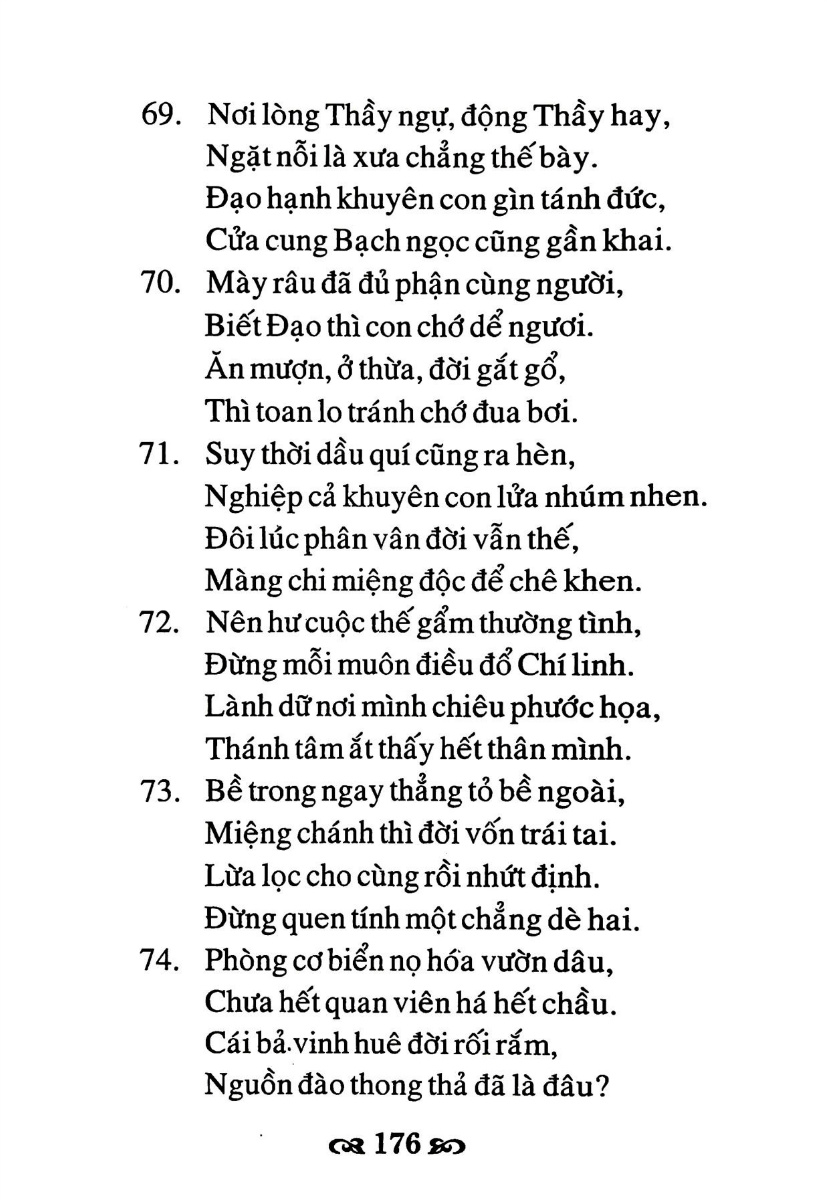 69. Nơi lòng Thầy ngự, động Thầy hay,
Ngặt nỗi là xưa chẳng thế bày.
Đạo hạnh khuyên con gìn tánh đức,
Cửa cung Bạch ngọc cũng gần khai.
70. Mày râu đã đủ phận cùng người,
Biết Đạo thì con chớ dể ngươi.
Ăn mượn, ở thừa, đời gắt gổ,
Thì toan lo tránh chớ đua bơi.
71. Suy thời dầu quí cũng ra hèn,
Nghiệp cả khuyên con lửa nhúm nhen.
Đôi lúc phân vân đời vẫn thế,
Màng chi miệng độc để chê khen.
72. Nên hư cuộc thế gẩm thường tình,
Đừng mỗi muôn điều đổ Chí linh.
Lành dữ nơi mình chiêu phước họa,
Thánh tâm ắt thấy hết thân mình.
73. Bề trong ngay thẳng tỏ bề ngoài,
Miệng chánh thì đời vốn trái tai.
Lừa lọc cho cùng rồi nhứt định.
Đừng quen tính một chẳng dè hai.
74. Phòng cơ biển nọ hóa vườn dâu,
Chưa hết quan viên há hết chầu.
Cái bả vinh huê đời rối rắm,
Nguồn đào thong thả đã là đâu?
176